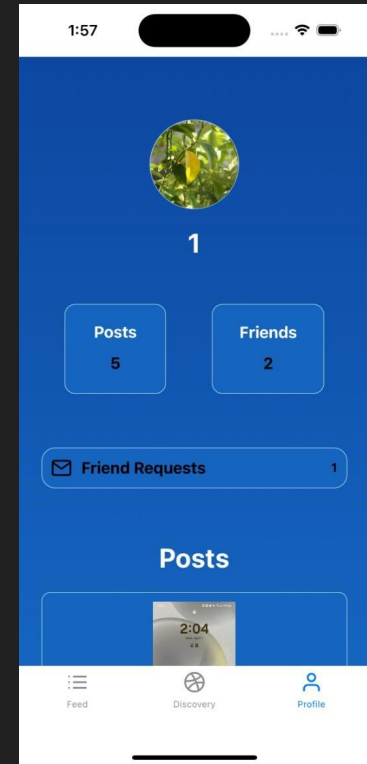 1:57
1
Posts
Friends
5
2
Friend Requests
1
Posts
2:04
Feed
Discovery
Profile